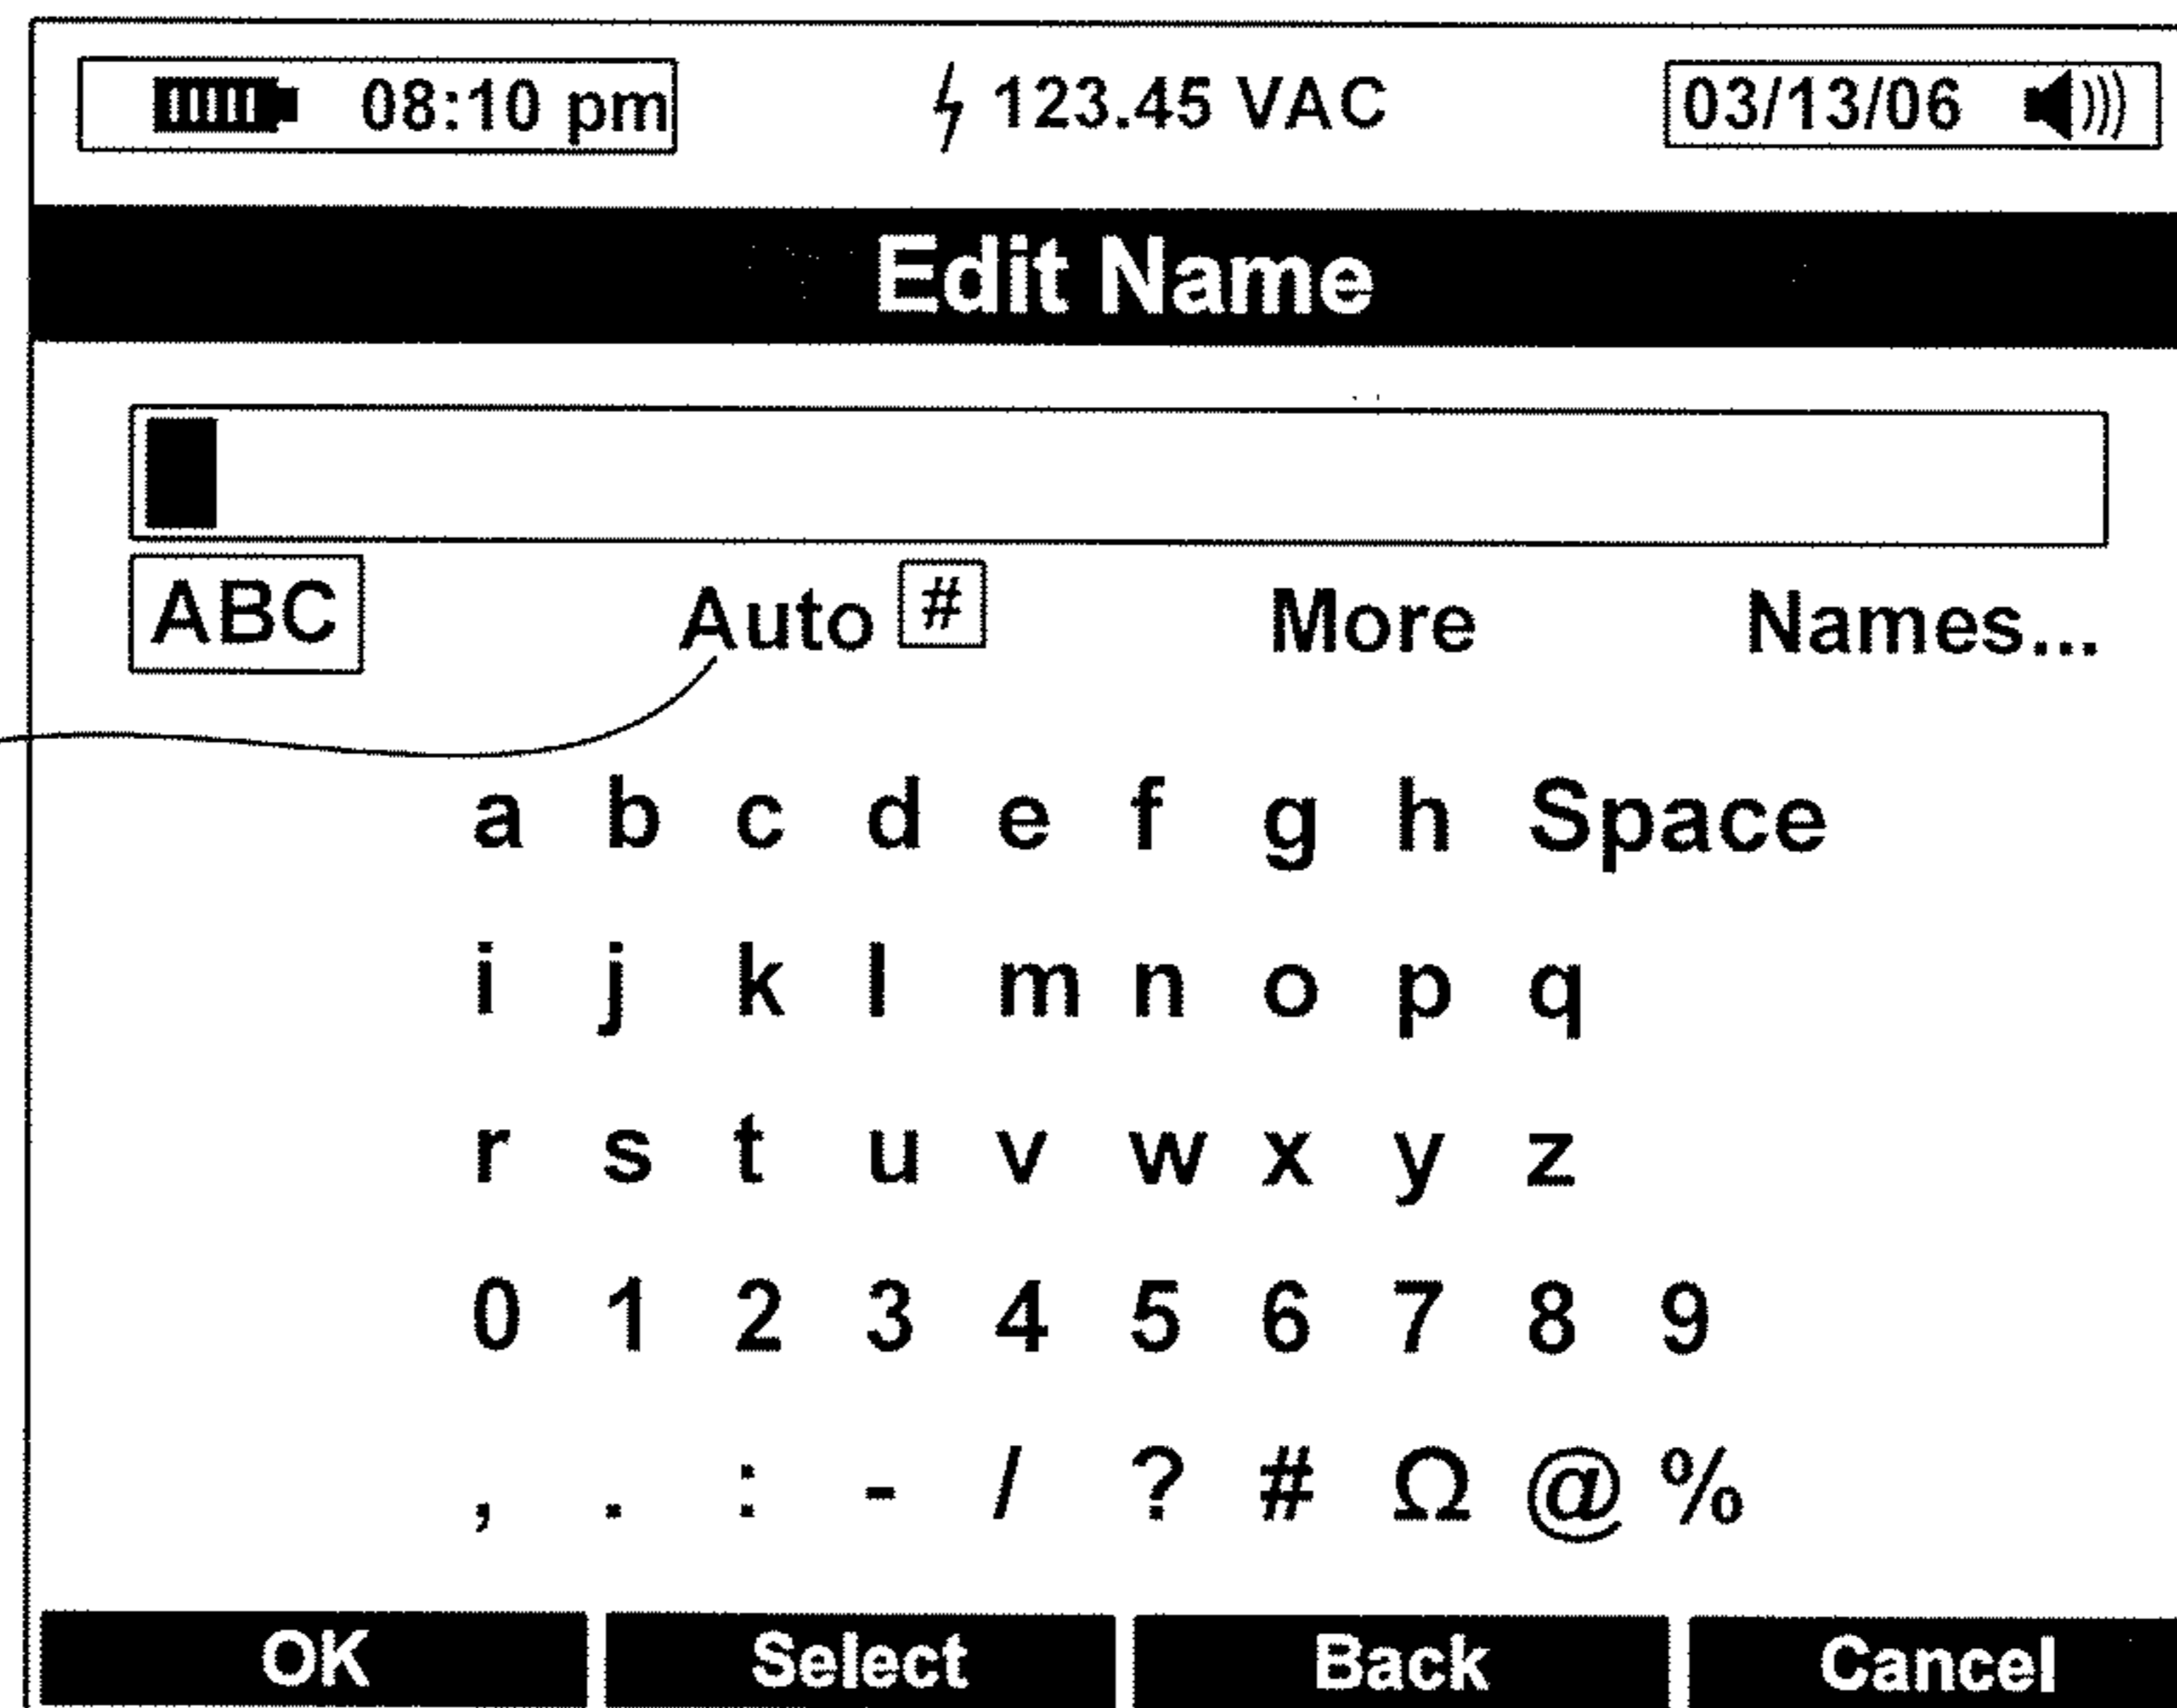 08:10 pm 123.45 VAC 03/13/06
Edit Name
ABC Auto # More Names...
a b c d e f g h Space
i j k l m n o p q
r s t u v w x y z
0 1 2 3 4 5 6 7 8 9
, . : - / ? # Ω @ %
OK Select Back Cancel